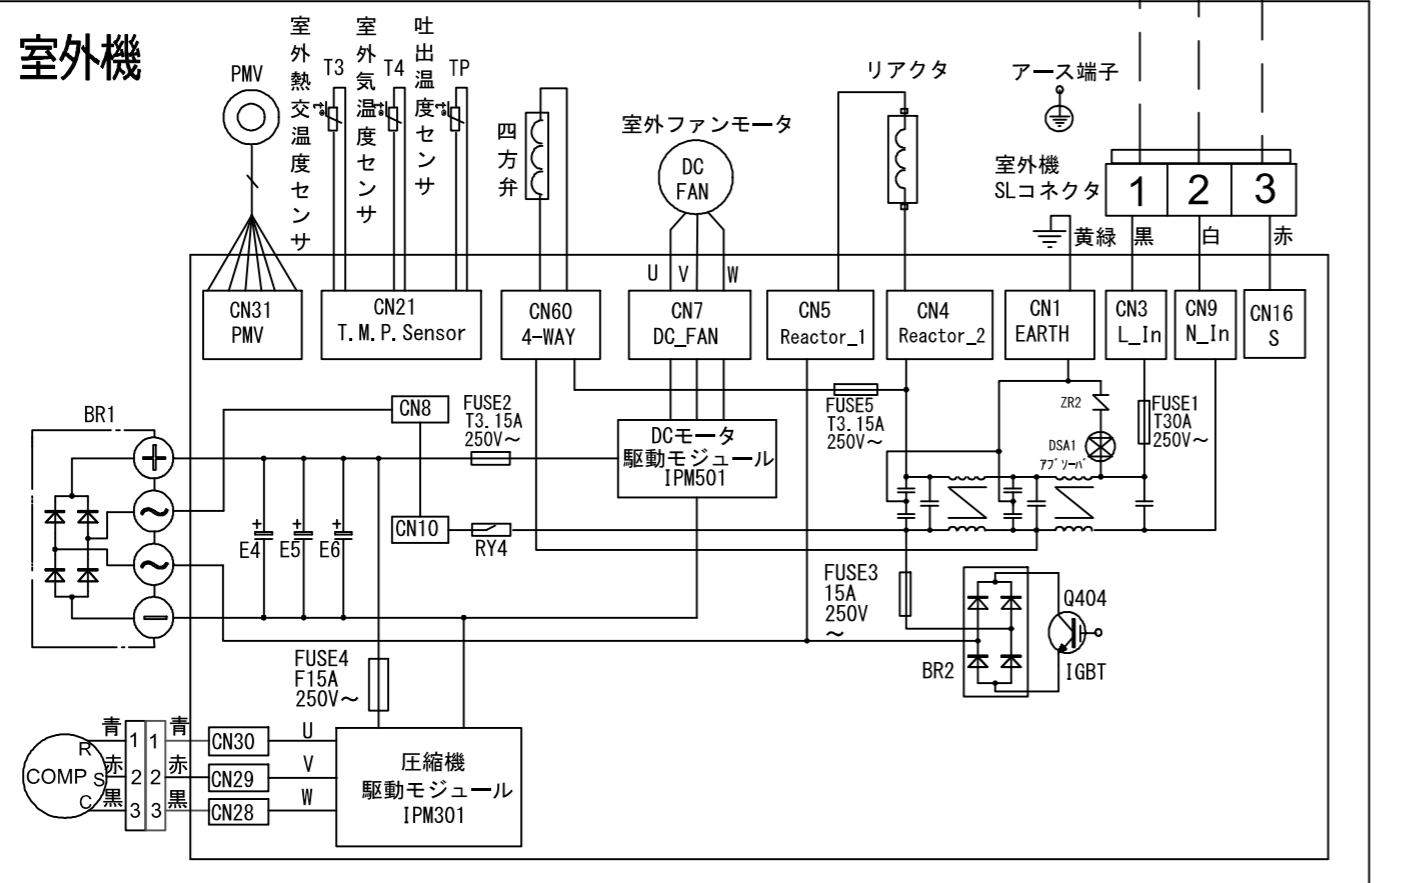 室外機
PMV
室外熱交温度センサ
T3
室外気温度センサ
T4
吐出温度センサ
TP
四方弁
室外ファンモータ
DC
FAN
リアクタ
アース端子
室外機
SLコネクタ
1 2 3
黄緑 黒 白 赤
U V W
CN31
PMV
CN21
T.M.P.Sensor
CN60
4-WAY
CN7
DC_FAN
CN5
Reactor_1
CN4
Reactor_2
CN1
EARTH
CN3
L_In
CN9
N_In
CN16
S
BR1
CN8
FUSE2
T3.15A
250V～
DCモータ
駆動モジュール
IPM501
FUSE5
T3.15A
250V～
ZR2
DSA1
アブソーバ
FUSE1
T30A
250V～
+ ～ ～ −
+ + +
E4 E5 E6
CN10
RY4
FUSE3
15A
250V
～
BR2
Q404
IGBT
FUSE4
F15A
250V～
COMP
R
S
C
青 1 1 青
赤 2 2 赤
黒 3 3 黒
CN30
CN29
CN28
U
V
W
圧縮機
駆動モジュール
IPM301